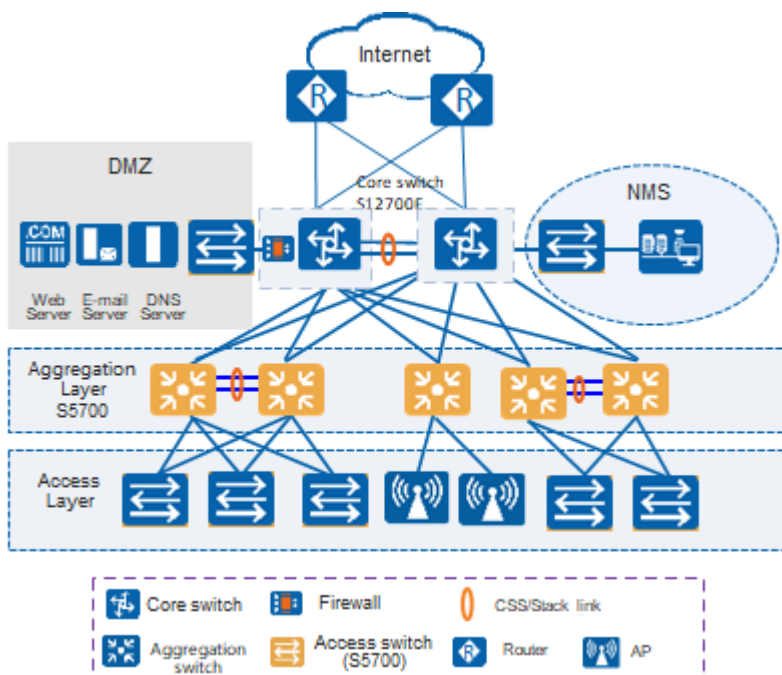 Internet
R
R
DMZ
Core switch
S12700E
NMS
.COM
Web
Server
E-mail
Server
DNS
Server
Aggregation
Layer
S5700
Access
Layer
Core switch
Firewall
CSS/Stack link
Aggregation
switch
Access switch
(S5700)
R
Router
AP